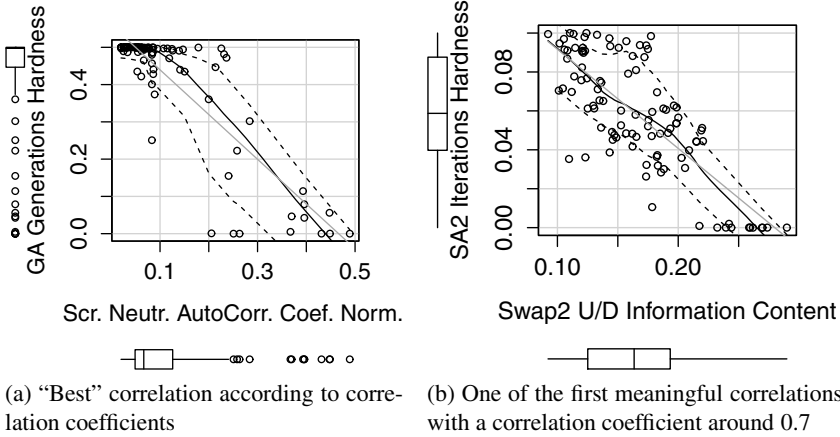 GA Generations Hardness
0.4
0.2
0.0
0.1
0.3
0.5
Scr. Neutr. AutoCorr. Coef. Norm.
(a) “Best” correlation according to corre-
lation coefficients
SA2 Iterations Hardness
0.08
0.04
0.00
0.10
0.20
Swap2 U/D Information Content
(b) One of the first meaningful correlations
with a correlation coefficient around 0.7